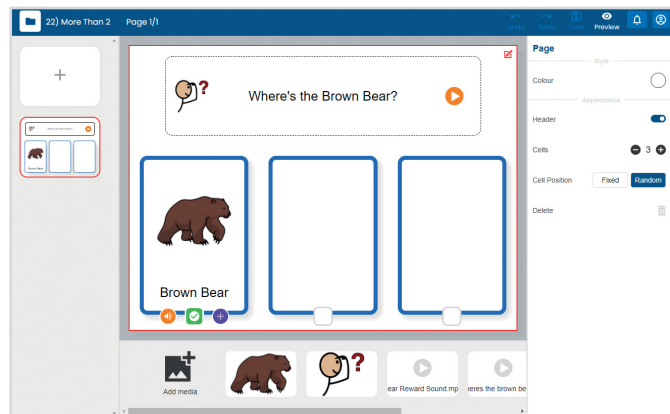 22) More Than 2
Page 1/1
Undo
Redo
Save
Preview
Page
Style
Colour
Appearance
Header
Cells
3
Cell Position
Fixed
Random
Delete
?
Where's the Brown Bear?
Brown Bear
Brown Bear
Add media
?
ear Reward Sound.mp
heres the brown be